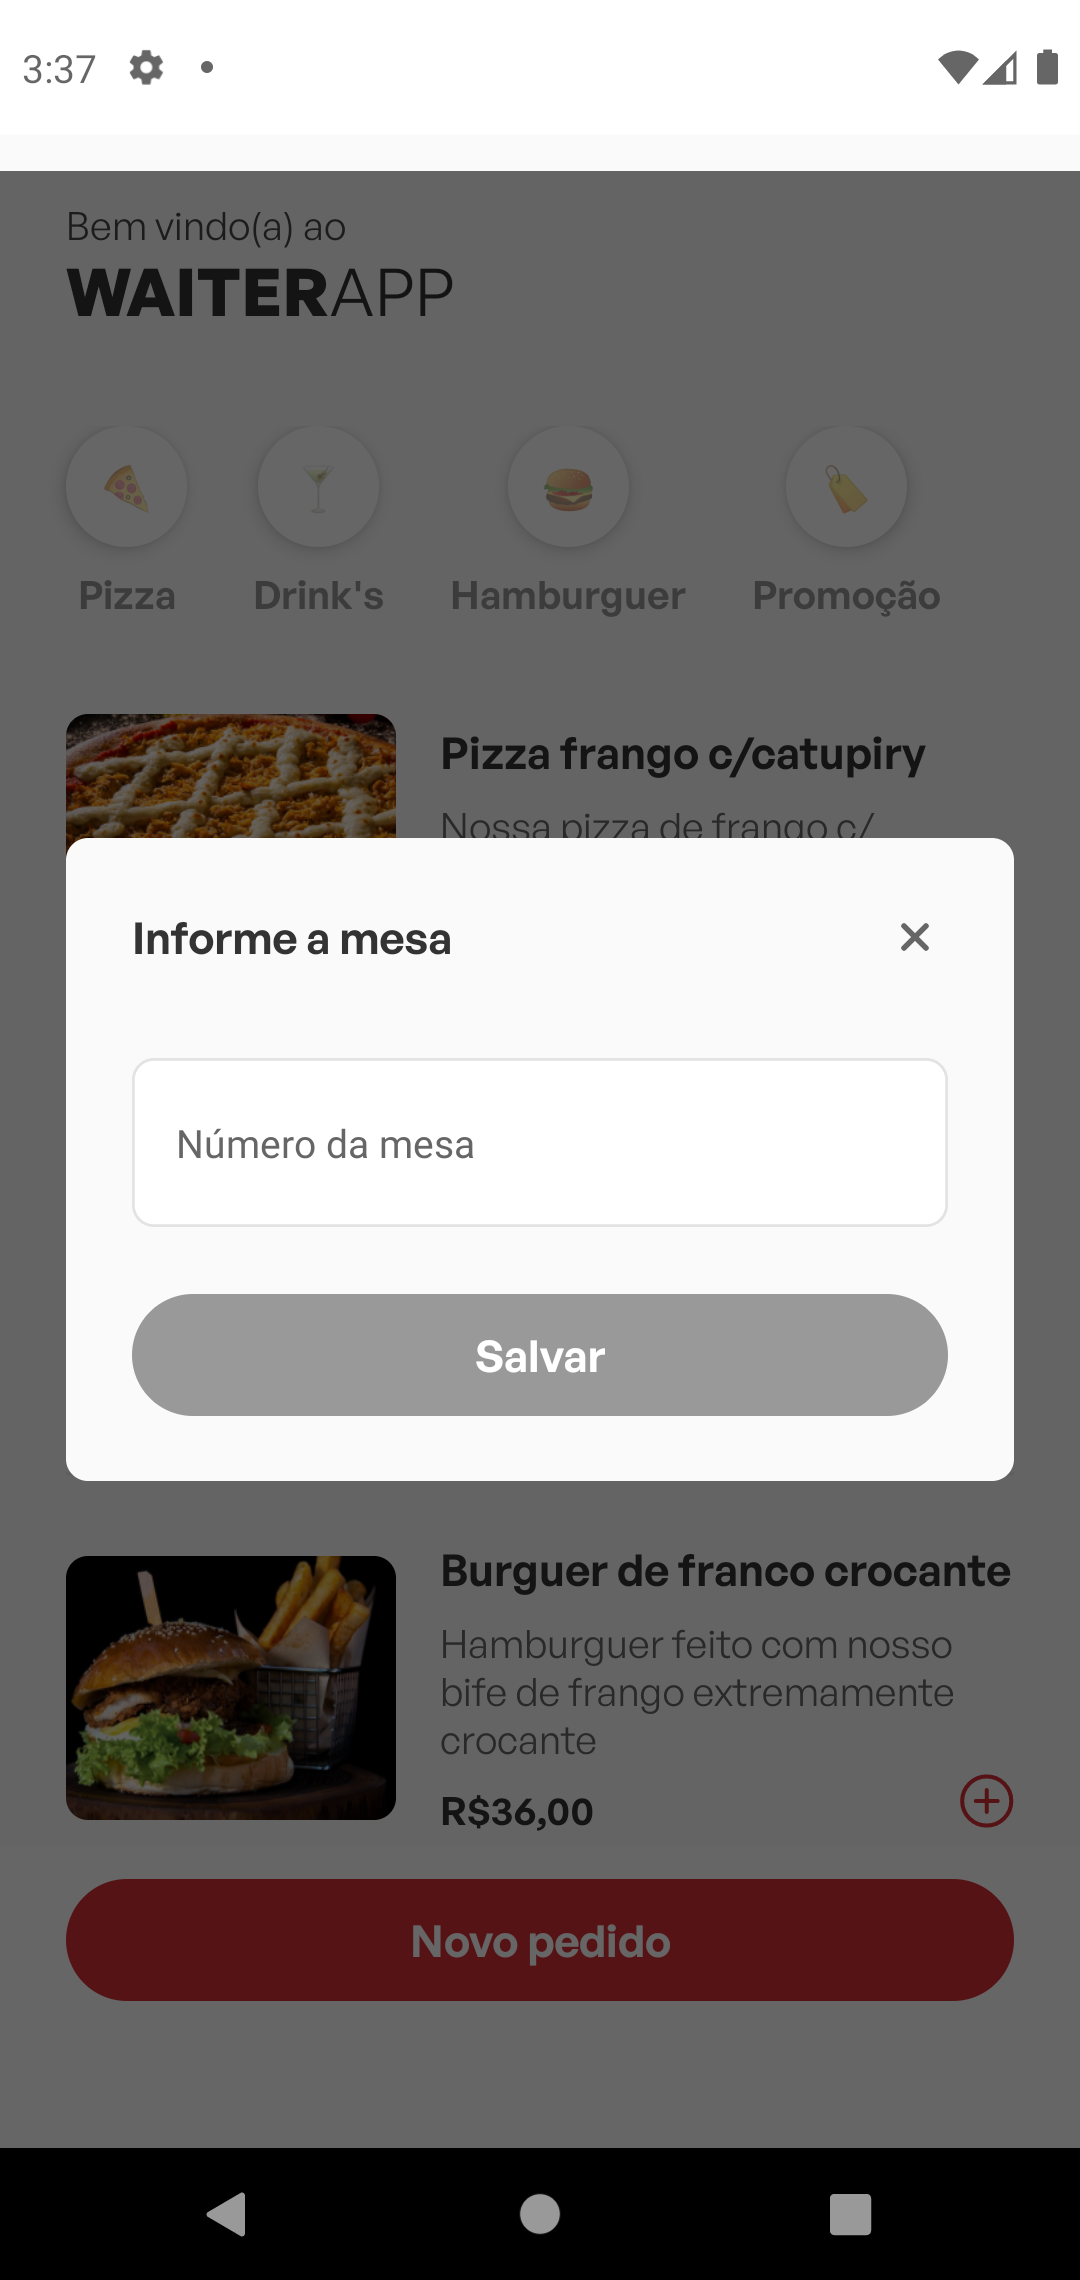 3:37
Bem vindo(a) ao
WAITERAPP
Pizza
Drink's
Hamburguer
Promoção
Pizza frango c/catupiry
Nossa pizza de frango c/
Informe a mesa
Número da mesa
Salvar
Burguer de franco crocante
Hamburguer feito com nosso
bife de frango extremamente
crocante
R$36,00
Novo pedido